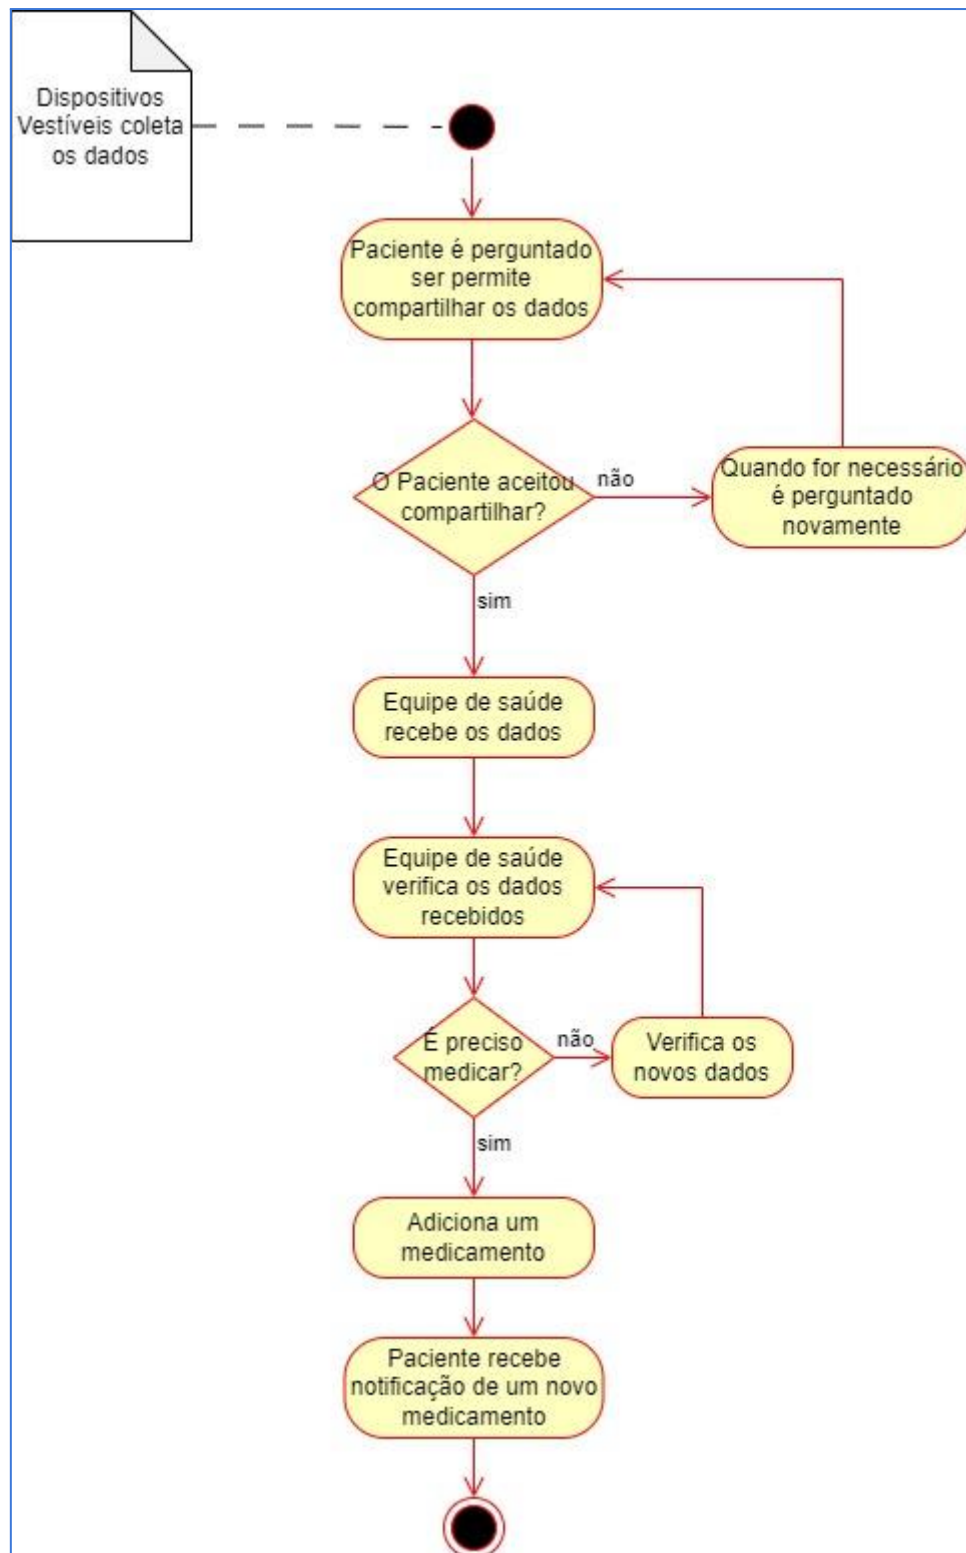 Dispositivos
Vestíveis coleta
os dados
Paciente é perguntado
ser permite
compartilhar os dados
O Paciente aceitou
compartilhar?
não
Quando for necessário
é perguntado
novamente
sim
Equipe de saúde
recebe os dados
Equipe de saúde
verifica os dados
recebidos
É preciso
medicar?
não
Verifica os
novos dados
sim
Adiciona um
medicamento
Paciente recebe
notificação de um novo
medicamento